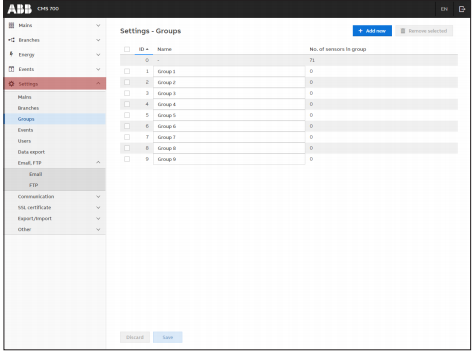 ABB CMS 700 EN
Mains
Branches
Energy
Events
Settings
Mains
Branches
Groups
Events
Users
Data export
Email, FTP
Email
FTP
Communication
SSL certificate
Export/Import
Other
Settings - Groups
+ Add new
Remove selected
ID Name No. of sensors in group
0 - 71
1 Group 1 0
2 Group 2 0
3 Group 3 0
4 Group 4 0
5 Group 5 0
6 Group 6 0
7 Group 7 0
8 Group 8 0
9 Group 9 0
Discard Save